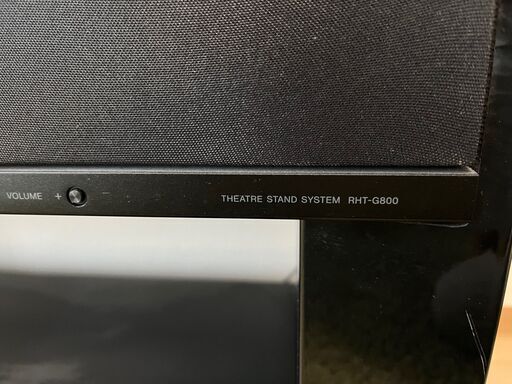 VOLUME + THEATRE STAND SYSTEM RHT-G800